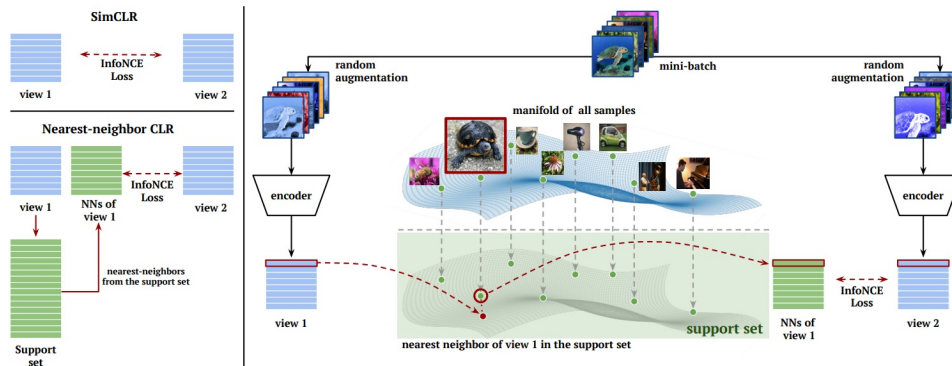 SimCLR
InfoNCE
Loss
view 1
view 2
Nearest-neighbor CLR
InfoNCE
Loss
view 1
NNs of
view 1
view 2
nearest-neighbors
from the support set
Support
set
random
augmentation
mini-batch
random
augmentation
manifold of all samples
encoder
encoder
view 1
support set
nearest neighbor of view 1 in the support set
NNs of
view 1
InfoNCE
Loss
view 2